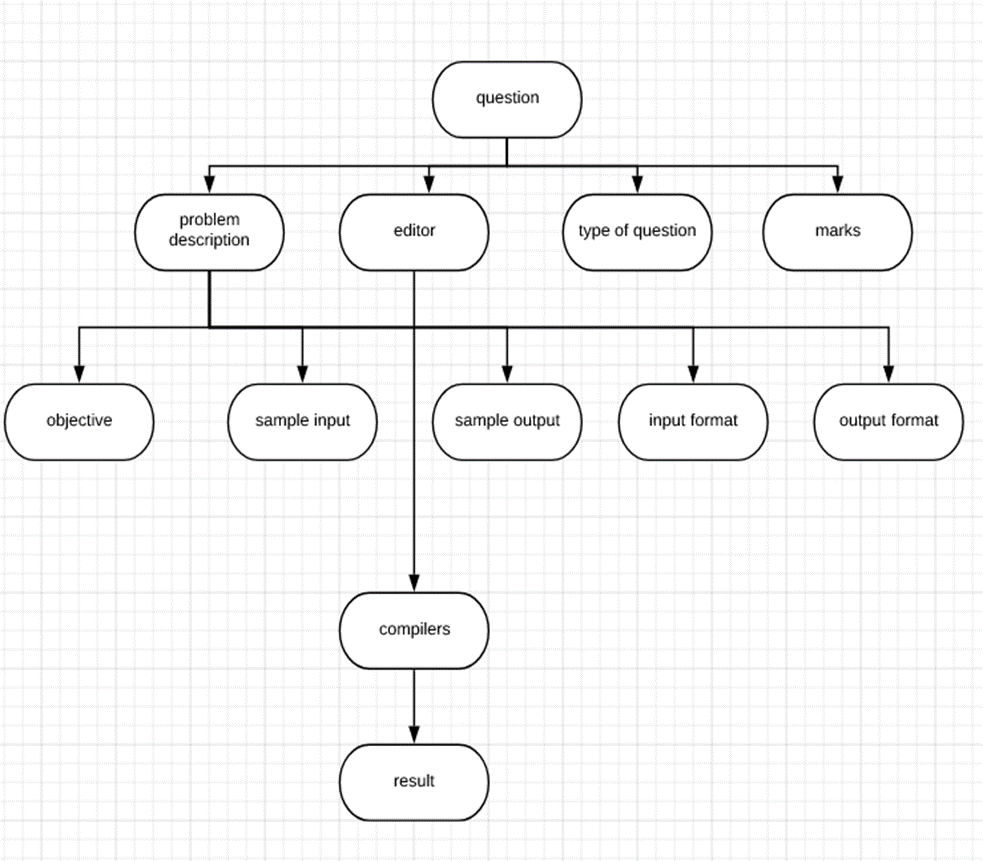 question
problem
description
editor
type of question
marks
objective
sample input
sample output
input format
output format
compilers
result